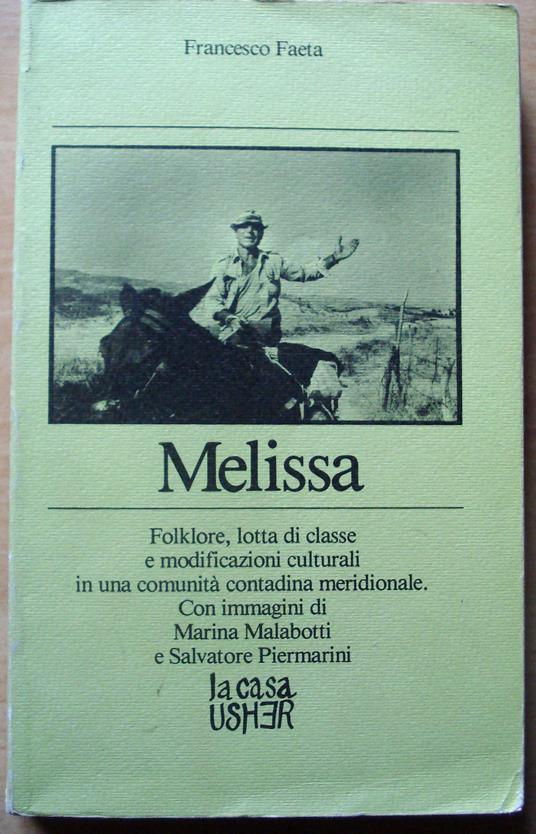 Francesco Faeta
Melissa
Folklore, lotta di classe
e modificazioni culturali
in una comunità contadina meridionale.
Con immagini di
Marina Malabotti
e Salvatore Piermarini
la casa
USHER